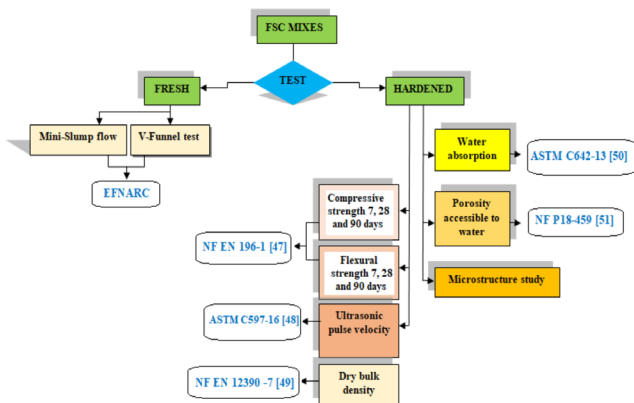 FSC MIXES
TEST
FRESH
HARDENED
Mini-Slump flow
V-Funnel test
EFNARC
Water
absorption
ASTM C642-13 [50]
Compressive
strength 7, 28
and 90 days
Porosity
accessible to
water
NF P18-459 [51]
NF EN 196-1 [47]
Flexural
strength 7, 28
and 90 days
Microstructure study
ASTM C597-16 [48]
Ultrasonic
pulse velocity
NF EN 12390 -7 [49]
Dry bulk
density